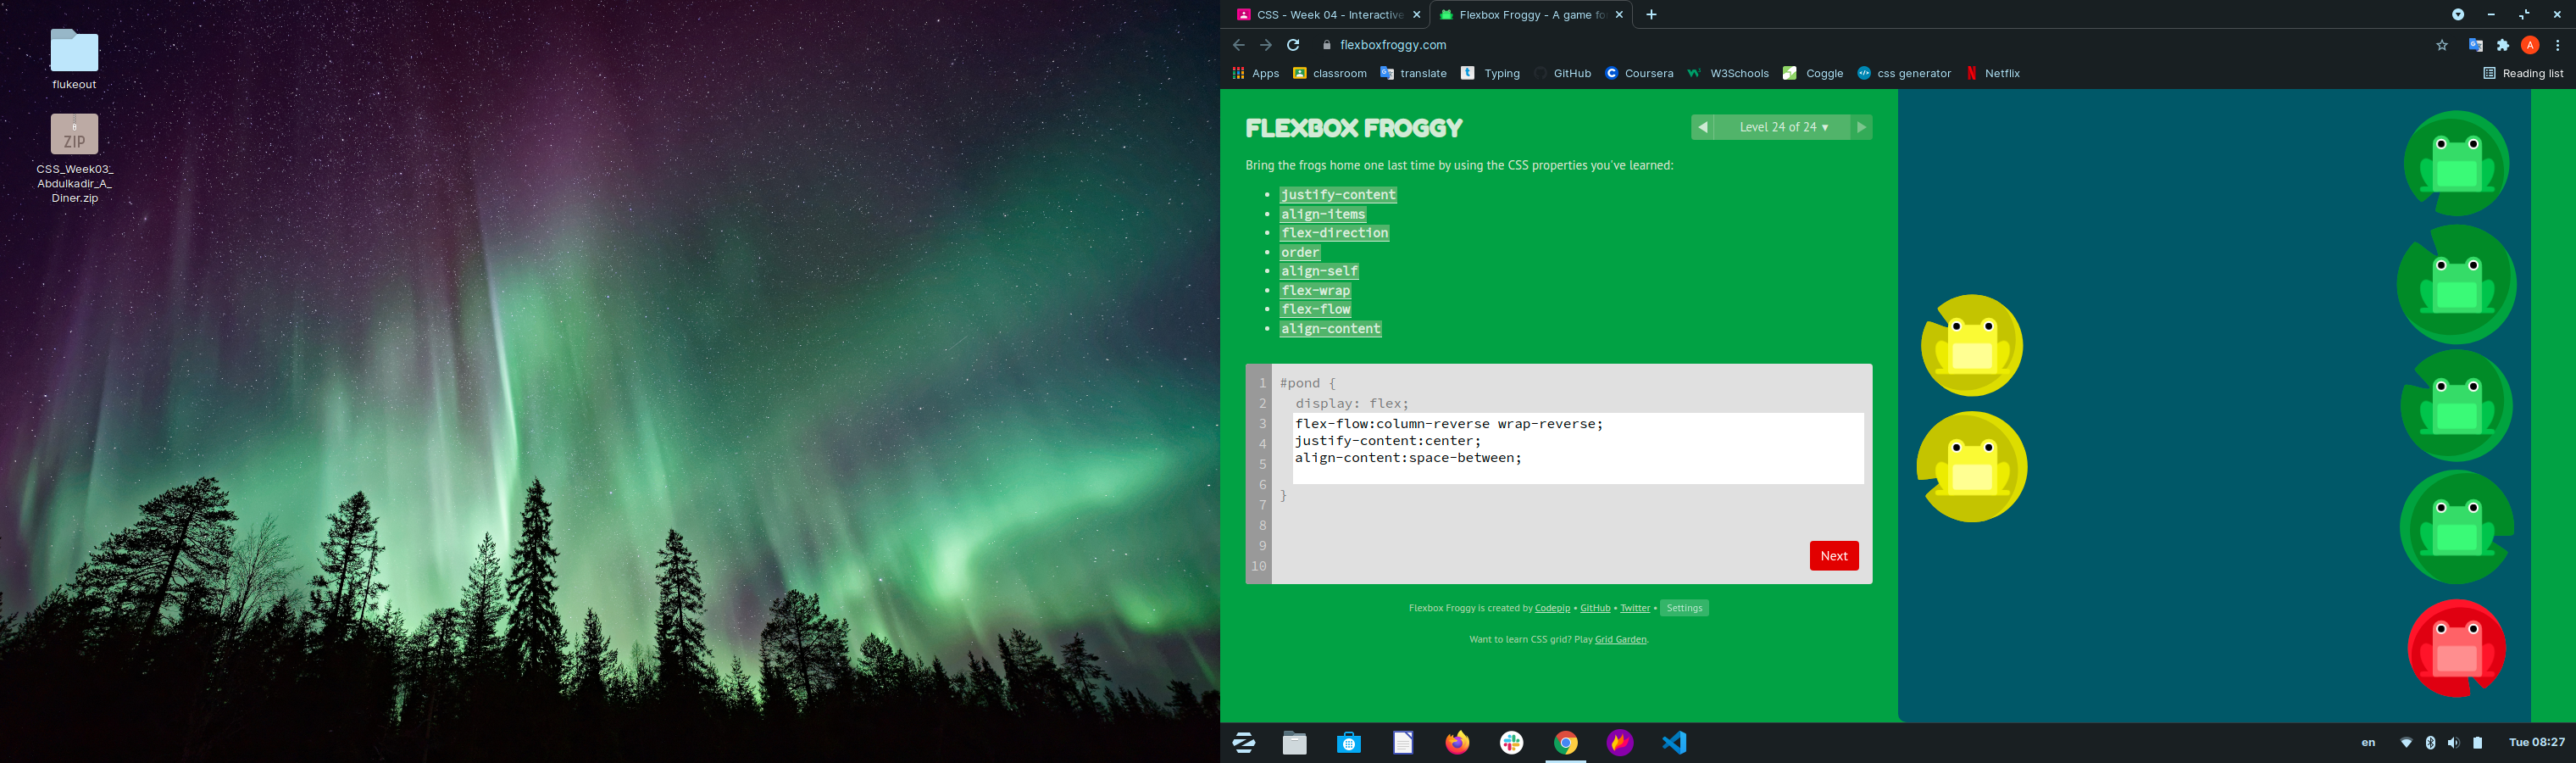 flukeout
ZIP
CSS_Week03_
Abdulkadir_A_
Diner.zip
CSS - Week 04 - Interactive
Flexbox Froggy - A game fo
flexboxfroggy.com
A
Apps
classroom
translate
Typing
GitHub
Coursera
W3Schools
Coggle
css generator
Netflix
Reading list
FLEXBOX FROGGY
Level 24 of 24 ▼
Bring the frogs home one last time by using the CSS properties you've learned:
• justify-content
• align-items
• flex-direction
• order
• align-self
• flex-wrap
• flex-flow
• align-content
1 #pond {
2 display: flex;
3 flex-flow:column-reverse wrap-reverse;
4 justify-content:center;
5 align-content:space-between;
6 }
7
8
9
10
Next
Flexbox Froggy is created by Codepip • GitHub • Twitter • Settings
Want to learn CSS grid? Play Grid Garden.
en
Tue 08:27